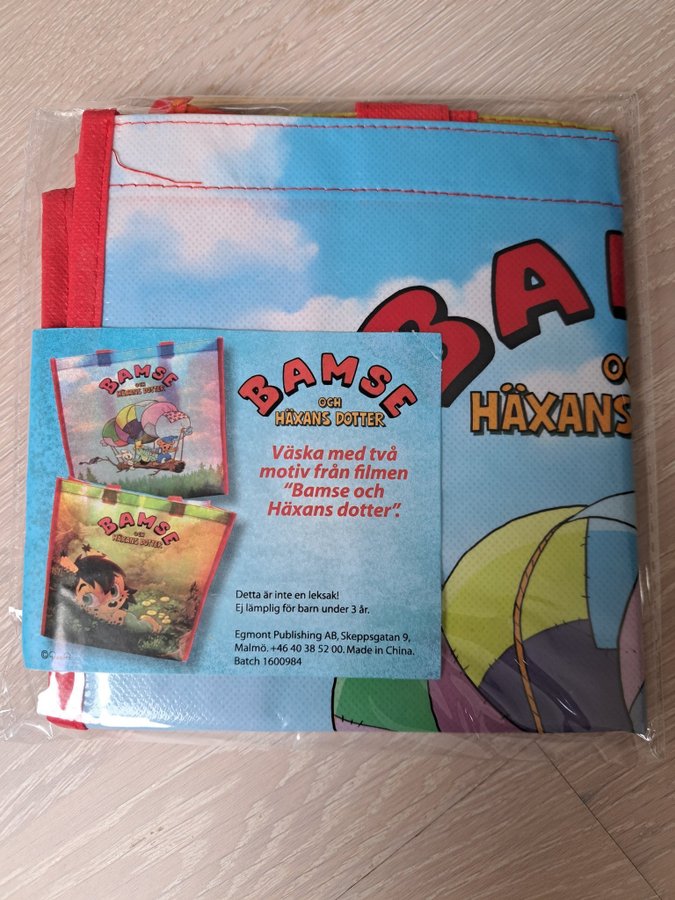 BA
HÄXANS
BAMSE
OCH
HÄXANS DOTTER
BAMSE
OCH
HÄXANS DOTTER
Väska med två
motiv från filmen
"Bamse och
Häxans dotter".
BAMSE
OCH
HÄXANS DOTTER
Detta är inte en leksak!
Ej lämplig för barn under 3 år.
Egmont Publishing AB, Skeppsgatan 9,
Malmö. +46 40 38 52 00. Made in China.
Batch 1600984
©